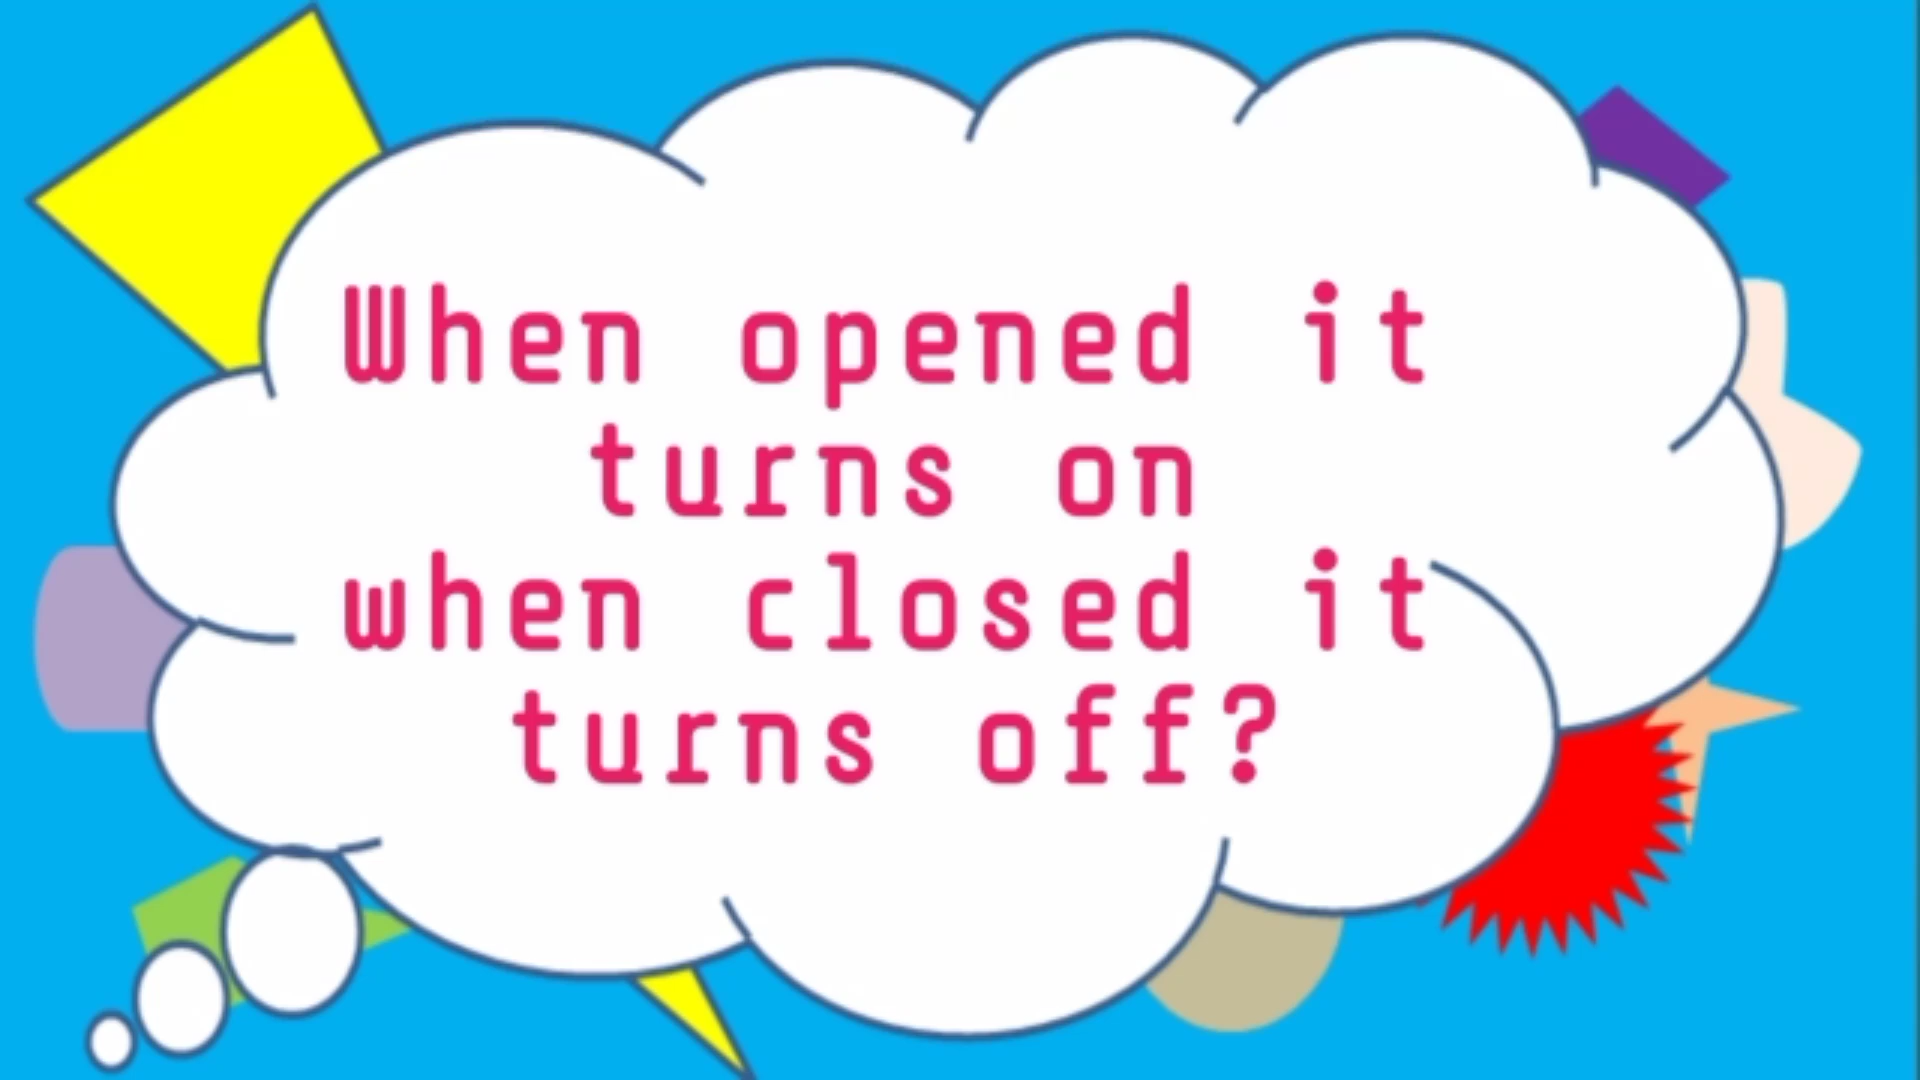 When opened it
turns on
when closed it
turns off?